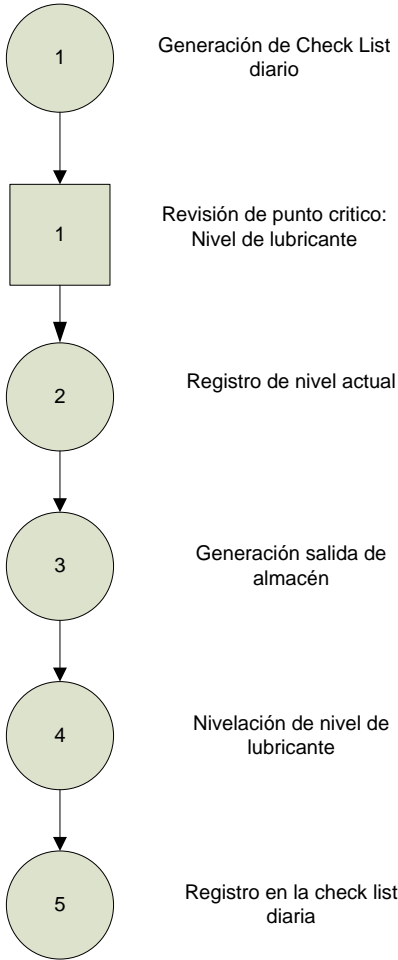 1
Generación de Check List
diario
1
Revisión de punto critico:
Nivel de lubricante
2
Registro de nivel actual
3
Generación salida de
almacén
4
Nivelación de nivel de
lubricante
5
Registro en la check list
diaria